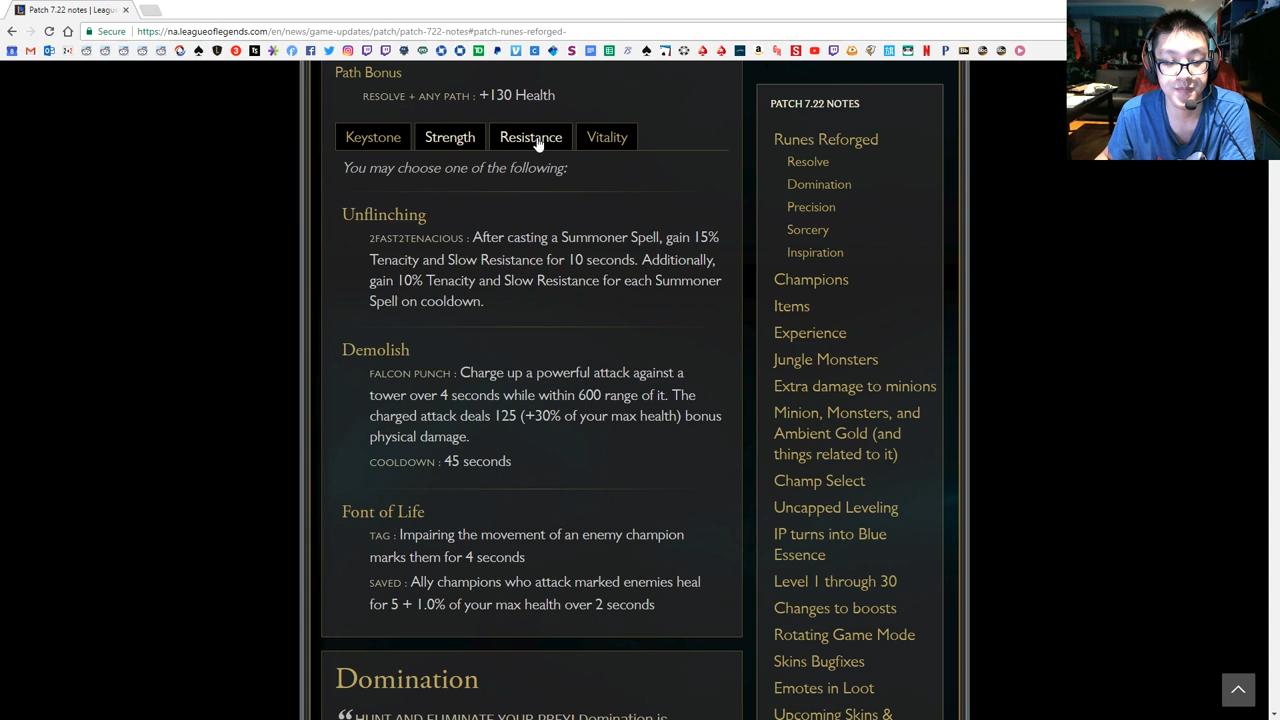 Patch 7.22 notes | Leagu
Secure
https://na.leagueoflegends.com/en/news/game-updates/patch/patch-722-notes#patch-runes-reforged-
Path Bonus
RESOLVE + ANY PATH : +130 Health
Keystone Strength Resistance Vitality
You may choose one of the following:
Unflinching
2FAST2TENACIOUS : After casting a Summoner Spell, gain 15%
Tenacity and Slow Resistance for 10 seconds. Additionally,
gain 10% Tenacity and Slow Resistance for each Summoner
Spell on cooldown.
Demolish
FALCON PUNCH : Charge up a powerful attack against a
tower over 4 seconds while within 600 range of it. The
charged attack deals 125 (+30% of your max health) bonus
physical damage.
COOLDOWN : 45 seconds
Font of Life
TAG : Impairing the movement of an enemy champion
marks them for 4 seconds
SAVED : Ally champions who attack marked enemies heal
for 5 + 1.0% of your max health over 2 seconds
Domination
HUNT AND ELIMINATE YOUR PREY! Domination is
PATCH 7.22 NOTES
Runes Reforged
Resolve
Domination
Precision
Sorcery
Inspiration
Champions
Items
Experience
Jungle Monsters
Extra damage to minions
Minion, Monsters, and
Ambient Gold (and
things related to it)
Champ Select
Uncapped Leveling
IP turns into Blue
Essence
Level 1 through 30
Changes to boosts
Rotating Game Mode
Skins Bugfixes
Emotes in Loot
Upcoming Skins &